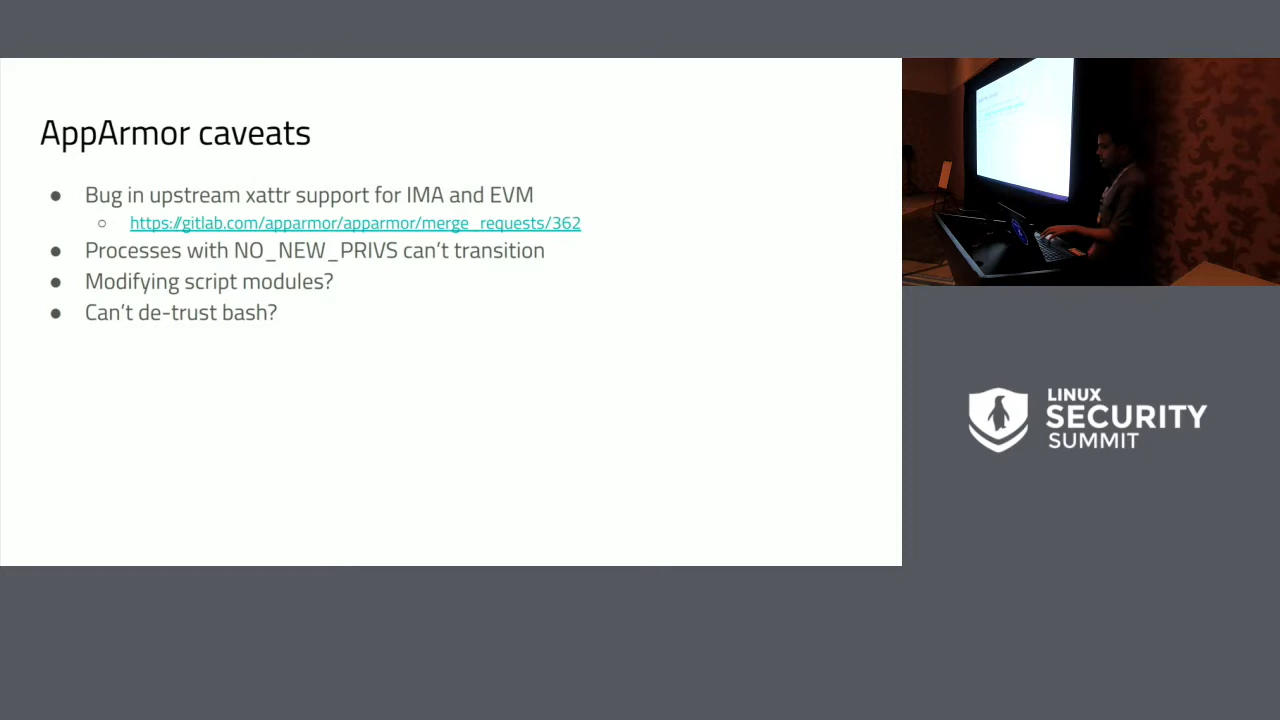 AppArmor caveats
● Bug in upstream xattr support for IMA and EVM
○ https://gitlab.com/apparmor/apparmor/merge_requests/362
● Processes with NO_NEW_PRIVS can't transition
● Modifying script modules?
● Can't de-trust bash?
LINUX
SECURITY
SUMMIT